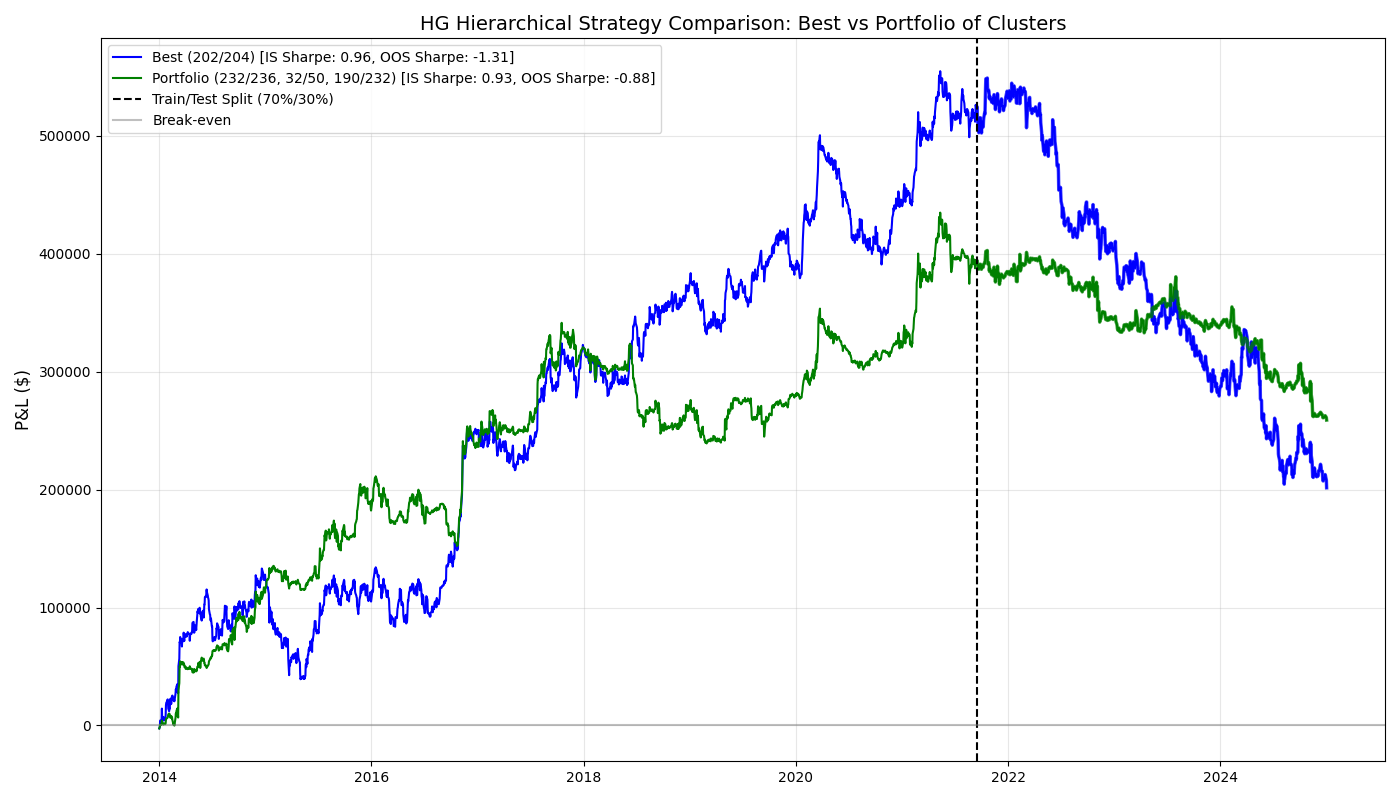 HG Hierarchical Strategy Comparison: Best vs Portfolio of Clusters
Best (202/204) [IS Sharpe: 0.96, OOS Sharpe: -1.31]
Portfolio (232/236, 32/50, 190/232) [IS Sharpe: 0.93, OOS Sharpe: -0.88]
Train/Test Split (70%/30%)
Break-even
P&L ($)
500000
400000
300000
200000
100000
0
2014 2016 2018 2020 2022 2024